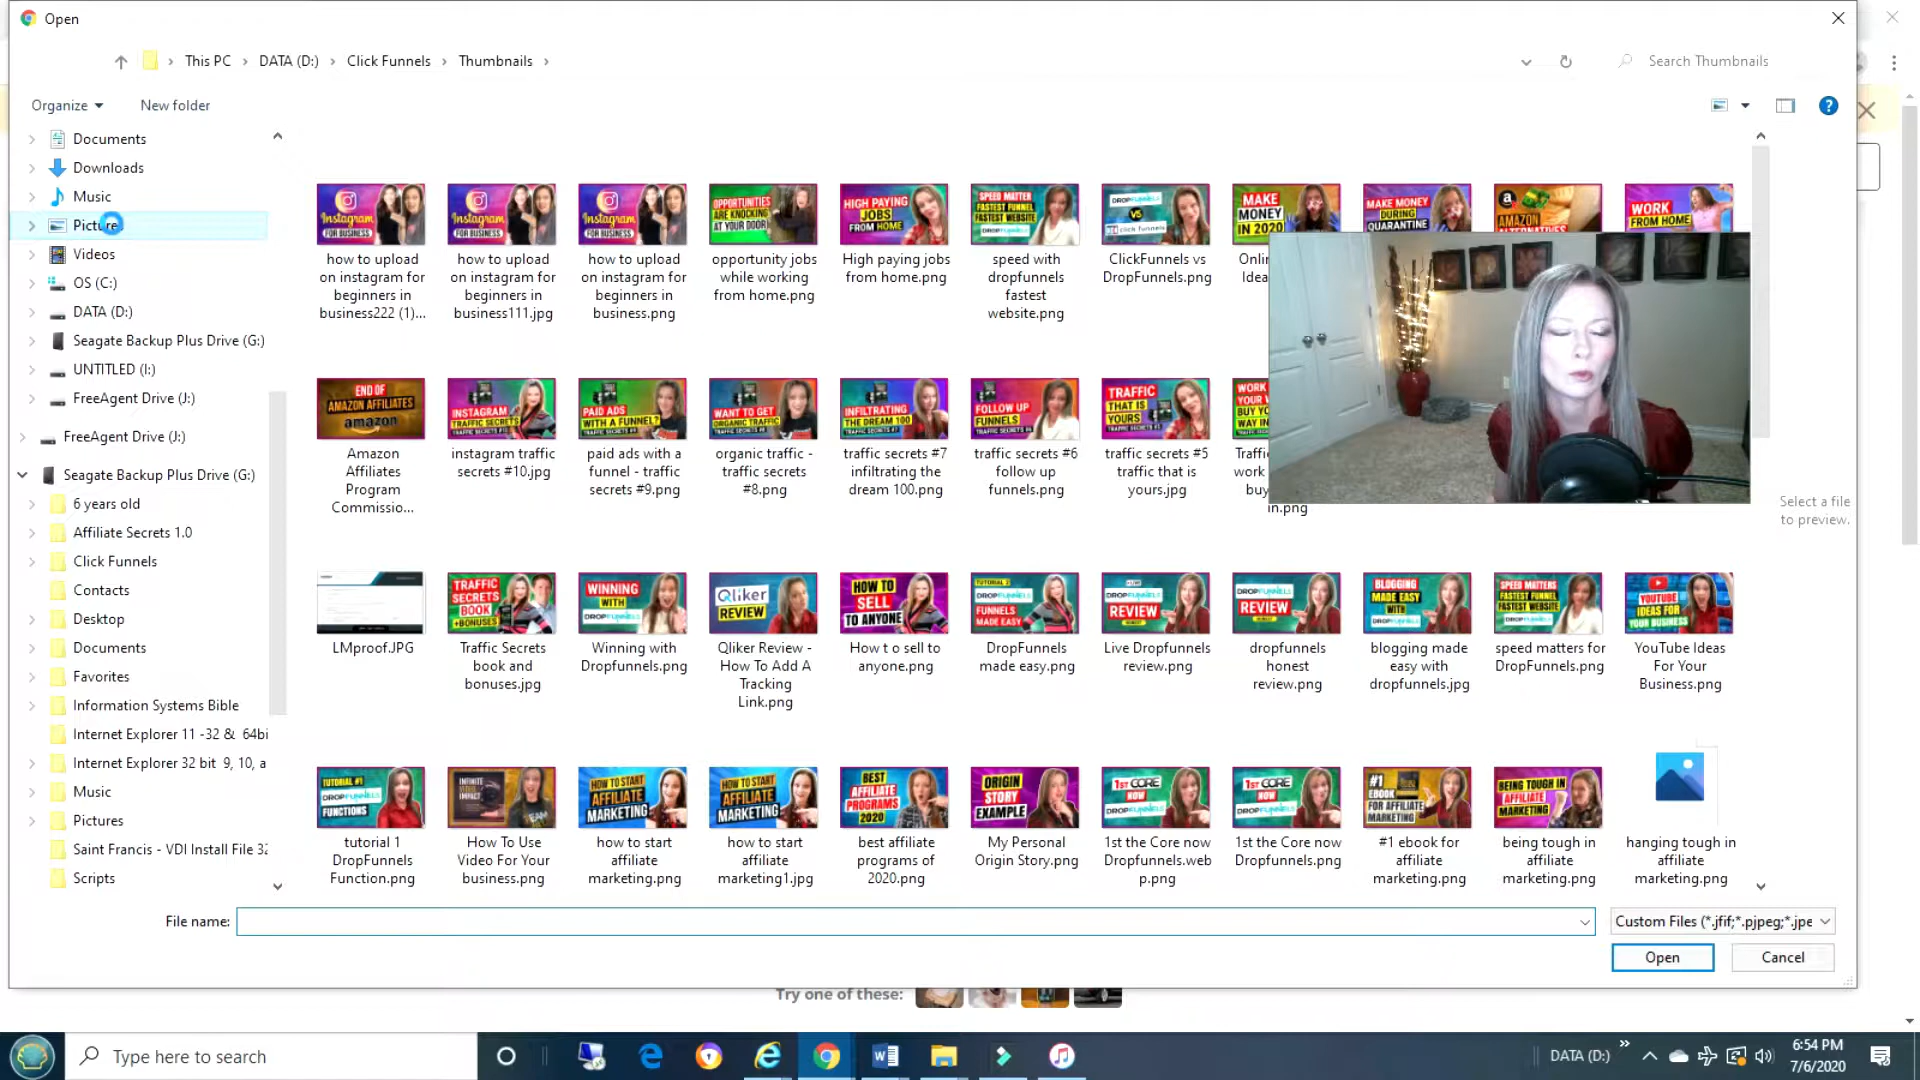 Open
This PC > DATA (D:) > Click Funnels > Thumbnails >
Search Thumbnails
Organize
New folder
Documents
Downloads
Music
Picture
Videos
OS (C:)
DATA (D:)
Seagate Backup Plus Drive (G:)
UNTITLED (I:)
FreeAgent Drive (J:)
FreeAgent Drive (J:)
Seagate Backup Plus Drive (G:)
6 years old
Affiliate Secrets 1.0
Click Funnels
Contacts
Desktop
Documents
Favorites
Information Systems Bible
Internet Explorer 11 -32 & 64bi
Internet Explorer 32 bit 9, 10, a
Music
Pictures
Saint Francis - VDI Install File 32
Scripts
how to upload
on instagram for
beginners in
business222 (1)...
how to upload
on instagram for
beginners in
business111.jpg
how to upload
on instagram for
beginners in
business.png
opportunity jobs
while working
from home.png
High paying jobs
from home.png
speed with
dropfunnels
fastest
website.png
ClickFunnels vs
DropFunnels.png
MAKE
MONEY
IN 2020
MAKE MONEY
DURING
QUARANTINE
AMAZON
ALTERNATIVES
WORK
FROM HOME
Amazon
Affiliates
Program
Commissio...
instagram traffic
secrets #10.jpg
paid ads with a
funnel - traffic
secrets #9.png
organic traffic -
traffic secrets
#8.png
traffic secrets #7
infiltrating the
dream 100.png
traffic secrets #6
follow up
funnels.png
traffic secrets #5
traffic that is
yours.jpg
in.png
Select a file
to preview.
LMproof.JPG
Traffic Secrets
book and
bonuses.jpg
Winning with
Dropfunnels.png
Qliker Review -
How To Add A
Tracking
Link.png
How t o sell to
anyone.png
DropFunnels
made easy.png
Live Dropfunnels
review.png
dropfunnels
honest
review.png
blogging made
easy with
dropfunnels.jpg
speed matters for
DropFunnels.png
YouTube Ideas
For Your
Business.png
tutorial 1
DropFunnels
Function.png
How To Use
Video For Your
business.png
how to start
affiliate
marketing.png
how to start
affiliate
marketing1.jpg
best affiliate
programs of
2020.png
My Personal
Origin Story.png
1st the Core now
Dropfunnels.web
p.png
1st the Core now
Dropfunnels.png
#1 ebook for
affiliate
marketing.png
being tough in
affiliate
marketing.png
hanging tough in
affiliate
marketing.png
File name:
Custom Files (*.jfif;*.pjpeg;*.jpe
Open
Cancel
Try one of these:
Type here to search
DATA (D:)
6:54 PM
7/6/2020